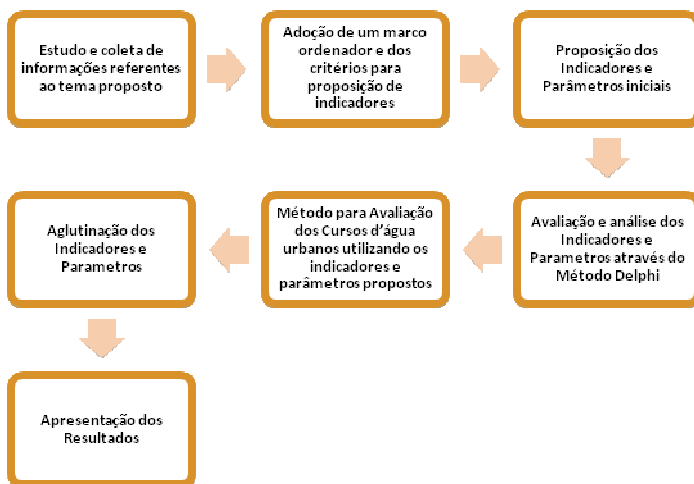 Estudo e coleta de
informações referentes
ao tema proposto
Adoção de um marco
ordenador e dos
critérios para
proposição de
indicadores
Proposição dos
Indicadores e
Parâmetros iniciais
Avaliação e análise dos
Indicadores e
Parametros através do
Método Delphi
Método para Avaliação
dos Cursos d'água
urbanos utilizando os
indicadores e
parâmetros propostos
Aglutinação dos
Indicadores e
Parametros
Apresentação dos
Resultados